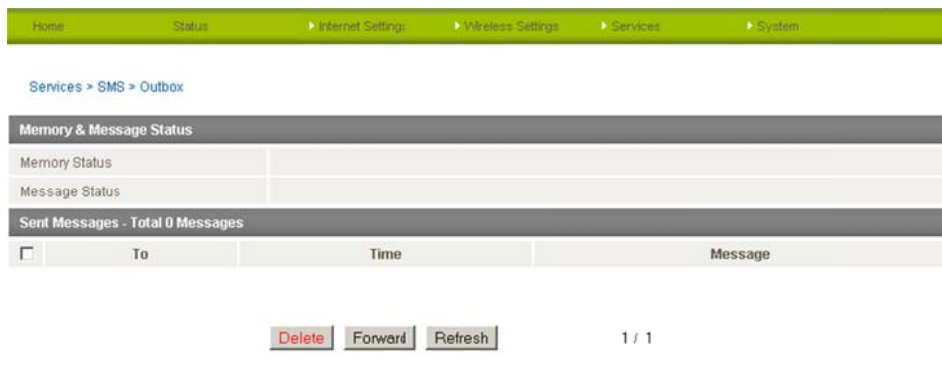 Home Status Internet Settings Wireless Settings Services System
Services > SMS > Outbox
Memory & Message Status
Memory Status
Message Status
Sent Messages - Total 0 Messages
To Time Message
Delete Forward Refresh 1 / 1